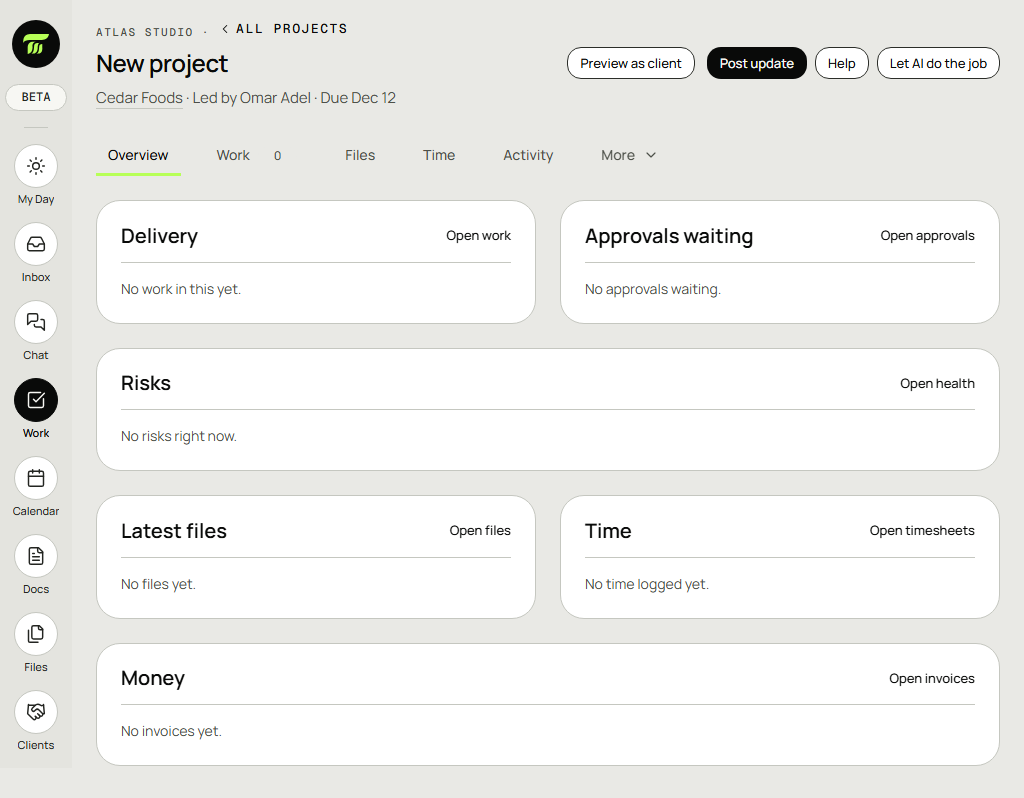 ATLAS STUDIO · < ALL PROJECTS
New project
Cedar Foods · Led by Omar Adel · Due Dec 12
Preview as client
Post update
Help
Let AI do the job
BETA
My Day
Inbox
Chat
Work
Calendar
Docs
Files
Clients
Overview
Work 0
Files
Time
Activity
More
Delivery
Open work
No work in this yet.
Approvals waiting
Open approvals
No approvals waiting.
Risks
Open health
No risks right now.
Latest files
Open files
No files yet.
Time
Open timesheets
No time logged yet.
Money
Open invoices
No invoices yet.